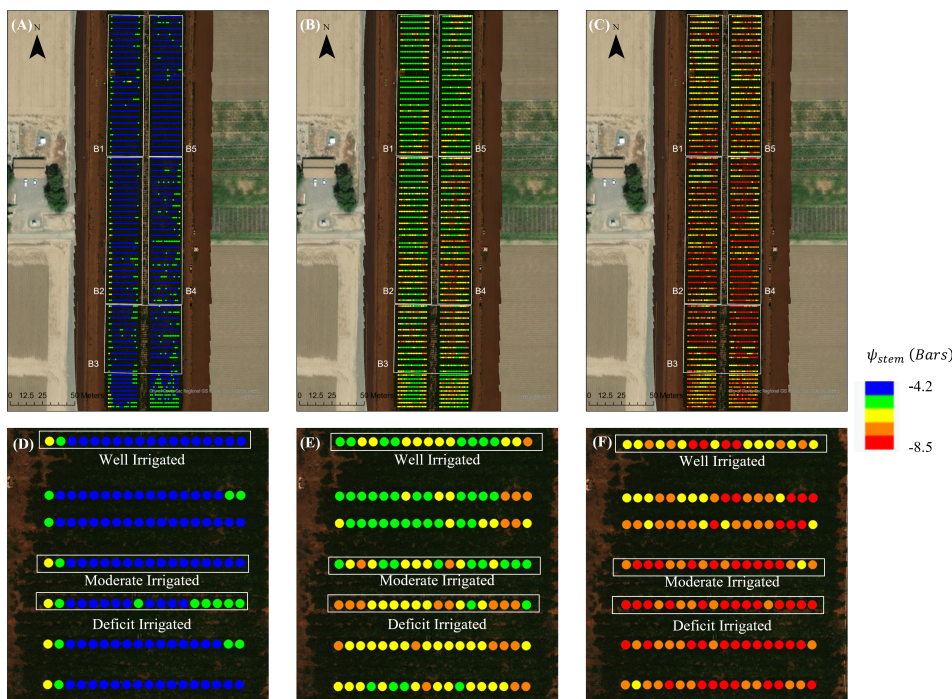 (A) N
B1 B5
B2 B4
B3
0 12.5 25 50 Meters
(B) N
B1 B5
B2 B4
B3
0 12.5 25 50 Meters
(C) N
B1 B5
B2 B4
B3
0 12.5 25 50 Meters
ψstem (Bars)
-4.2
-8.5
(D)
Well Irrigated
Moderate Irrigated
Deficit Irrigated
(E)
Well Irrigated
Moderate Irrigated
Deficit Irrigated
(F)
Well Irrigated
Moderate Irrigated
Deficit Irrigated